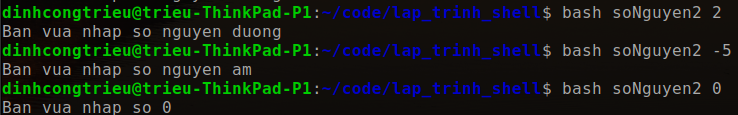 dinhcongtrieu@trieu-ThinkPad-P1:~/code/lap_trinh_shell$ bash soNguyen2 2
Ban vua nhap so nguyen duong
dinhcongtrieu@trieu-ThinkPad-P1:~/code/lap_trinh_shell$ bash soNguyen2 -5
Ban vua nhap so nguyen am
dinhcongtrieu@trieu-ThinkPad-P1:~/code/lap_trinh_shell$ bash soNguyen2 0
Ban vua nhap so 0